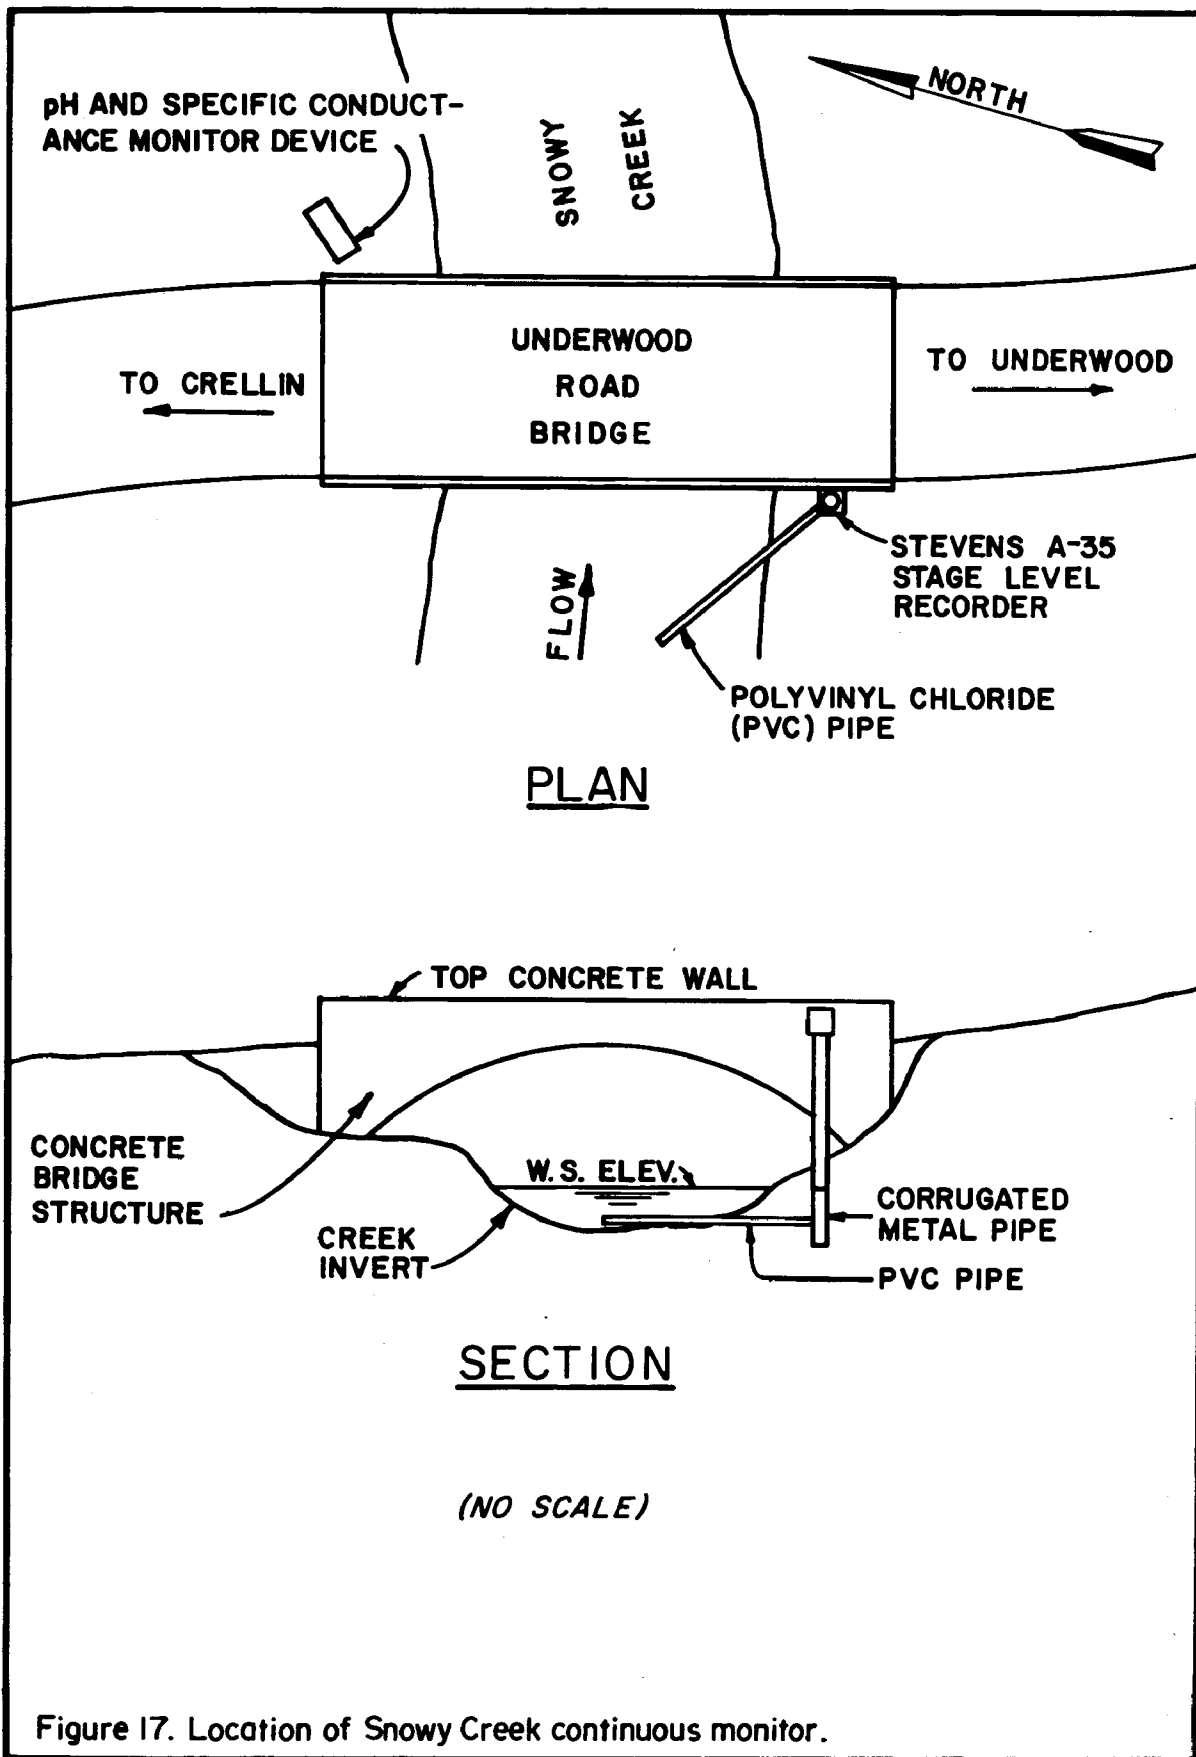 pH AND SPECIFIC CONDUCT-
ANCE MONITOR DEVICE
SNOWY
CREEK
NORTH
UNDERWOOD
ROAD
BRIDGE
TO CRELLIN
TO UNDERWOOD
STEVENS A-35
STAGE LEVEL
RECORDER
FLOW
POLYVINYL CHLORIDE
(PVC) PIPE
PLAN
TOP CONCRETE WALL
CONCRETE
BRIDGE
STRUCTURE
W.S. ELEV.
CREEK
INVERT
CORRUGATED
METAL PIPE
PVC PIPE
SECTION
(NO SCALE)
Figure 17. Location of Snowy Creek continuous monitor.